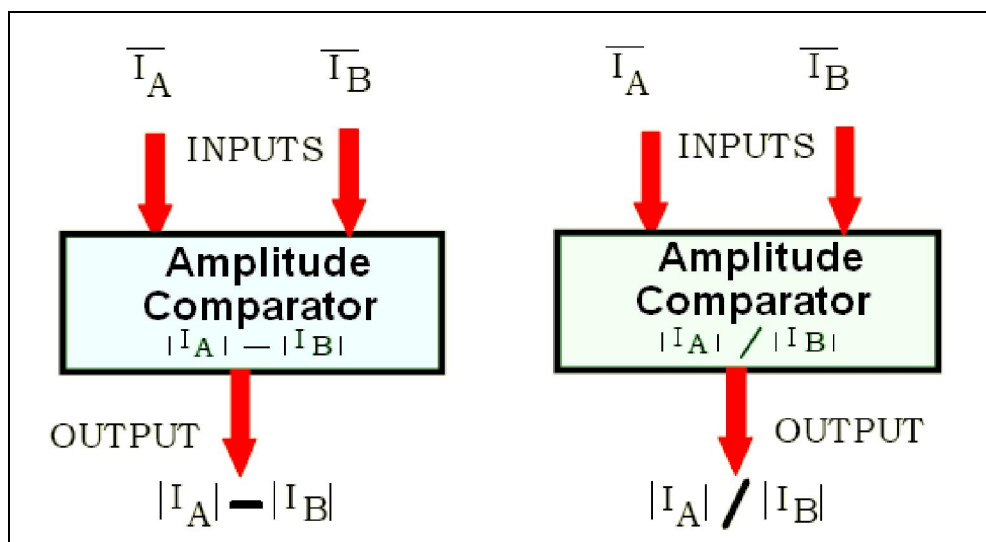 I̅A̅ I̅B̅
INPUTS
Amplitude
Comparator
|IA| — |IB|
OUTPUT
|IA| — |IB|
I̅A̅ I̅B̅
INPUTS
Amplitude
Comparator
|IA| / |IB|
OUTPUT
|IA| / |IB|